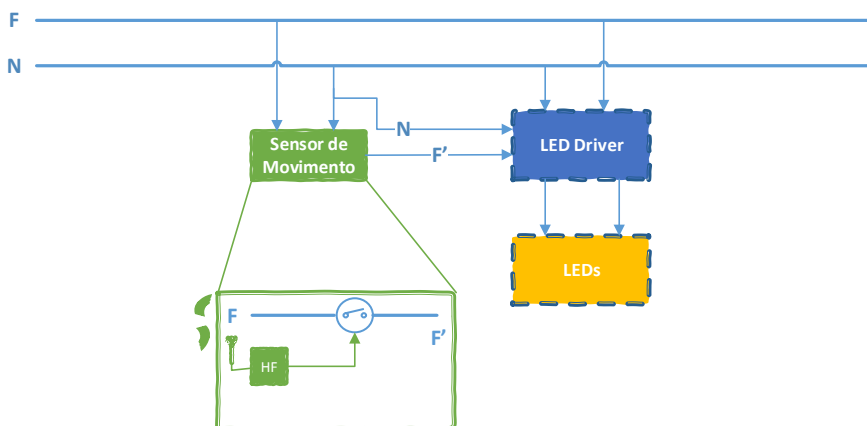 F
N
N
Sensor de
Movimento
F’
LED Driver
LEDs
F
F’
HF